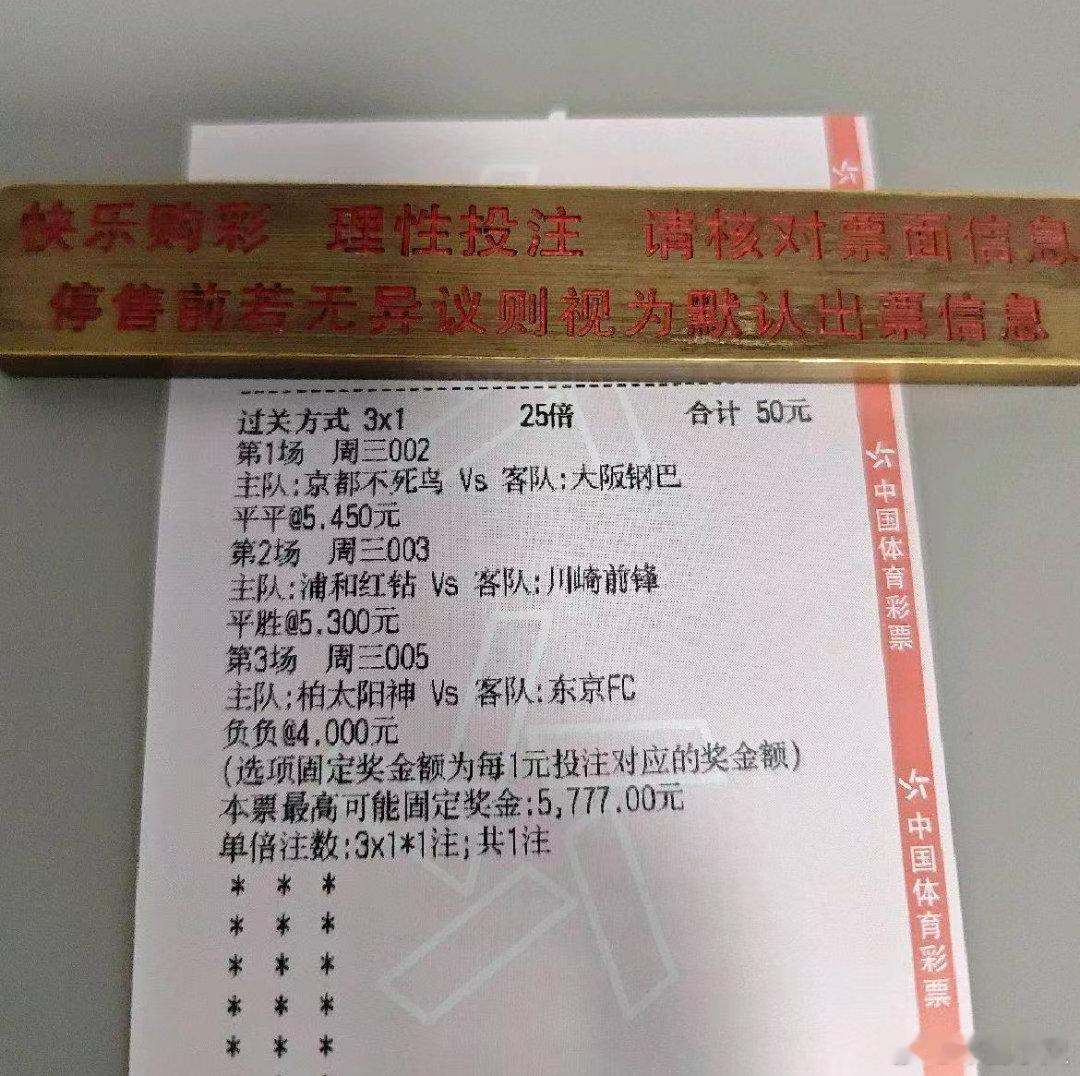 快乐购彩 理性投注 请核对票面信息
停售前若无异议则视为默认出票信息
过关方式 3x1 25倍 合计 50元
第1场 周三002
主队:京都不死鸟 Vs 客队:大阪钢巴
平平@5.450元
第2场 周三003
主队:浦和红钻 Vs 客队:川崎前锋
平胜@5.300元
第3场 周三005
主队:柏太阳神 Vs 客队:东京FC
负负@4.000元
(选项固定奖金额为每1元投注对应的奖金额)
本票最高可能固定奖金:5,777.00元
单倍注数:3x1*1注;共1注
* * *
* * *
* * *
* * *
* * *
中国体育彩票
中国体育彩票